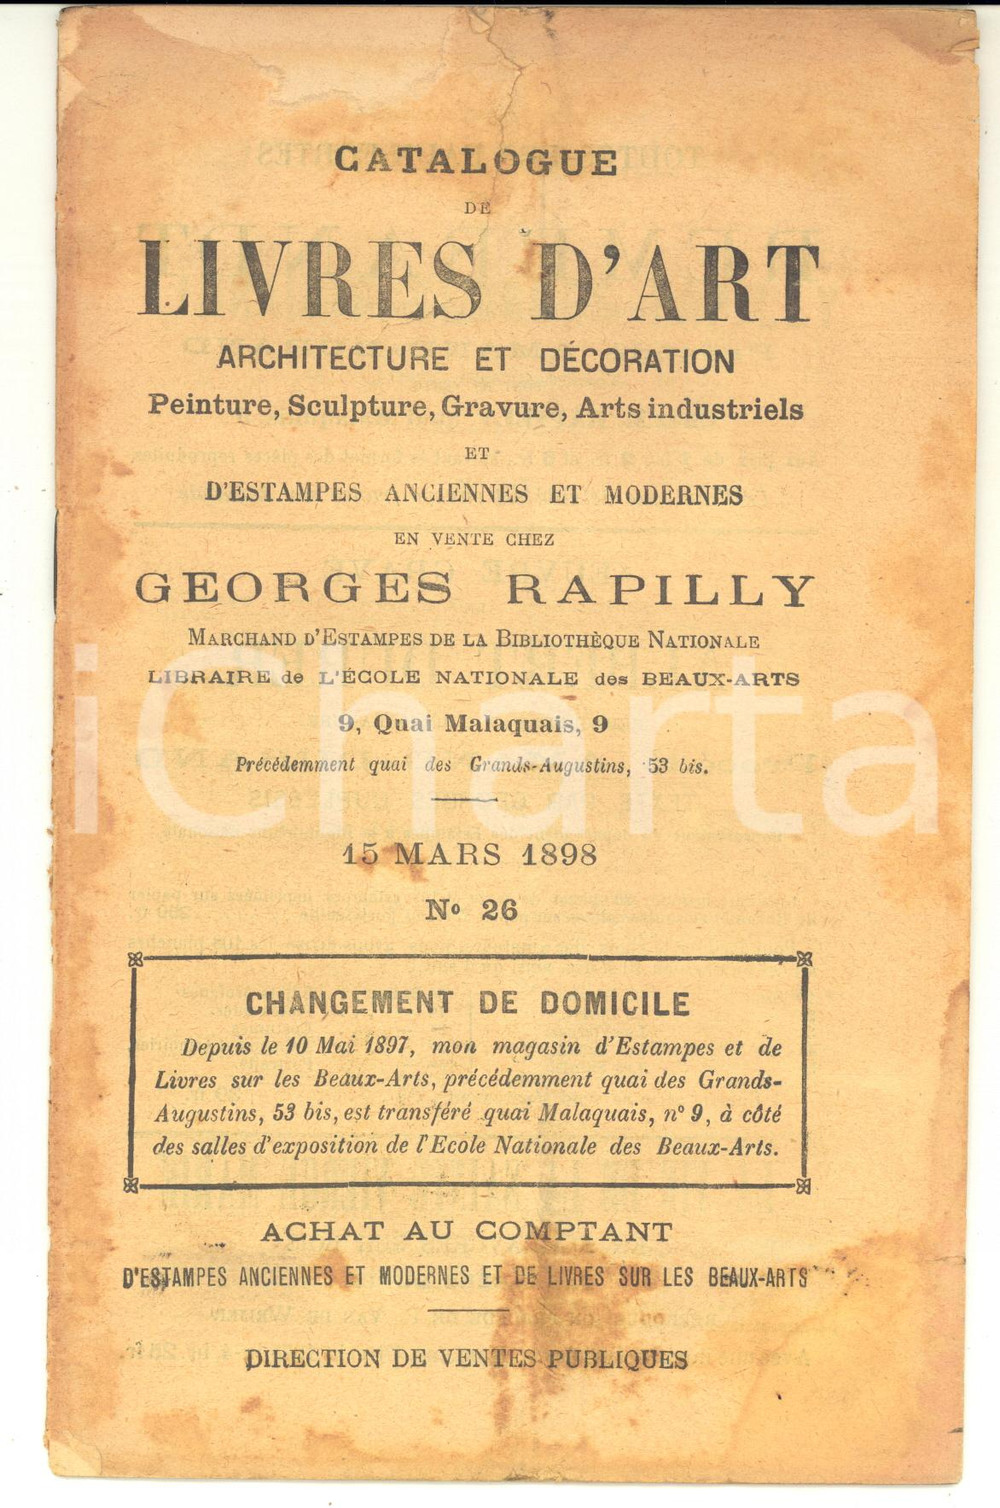 CATALOGUE
DE
LIVRES D'ART
ARCHITECTURE ET DÉCORATION
Peinture, Sculpture, Gravure, Arts industriels
ET
D'ESTAMPES ANCIENNES ET MODERNES
EN VENTE CHEZ
GEORGES RAPILLY
MARCHAND D'ESTAMPES DE LA BIBLIOTHÈQUE NATIONALE
LIBRAIRE de L'ÉCOLE NATIONALE des BEAUX-ARTS
9, Quai Malaquais, 9
Précédemment quai des Grands-Augustins, 53 bis.
iCharta
15 MARS 1898
No 26
CHANGEMENT DE DOMICILE
Depuis le 10 Mai 1897, mon magasin d'Estampes et de
Livres sur les Beaux-Arts, précédemment quai des Grands-
Augustins, 53 bis, est transféré quai Malaquais, n° 9, à côté
des salles d'exposition de l'Ecole Nationale des Beaux-Arts.
ACHAT AU COMPTANT
D'ESTAMPES ANCIENNES ET MODERNES ET DE LIVRES SUR LES BEAUX-ARTS
DIRECTION DE VENTES PUBLIQUES